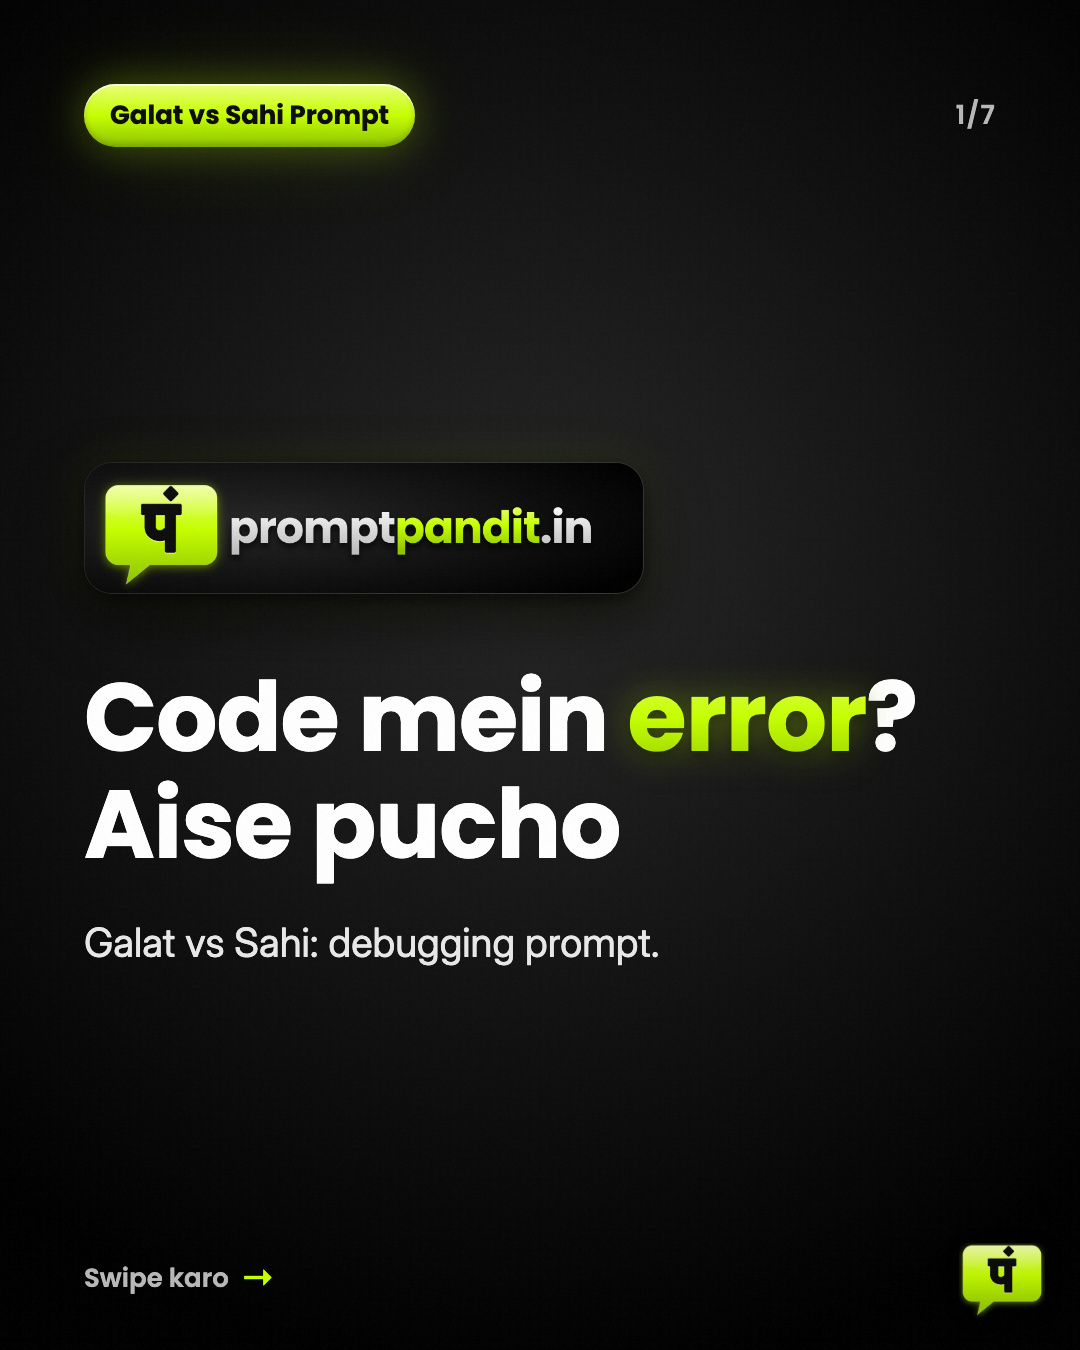 Galat vs Sahi Prompt
1/7
पं promptpandit.in
Code mein error?
Aise pucho
Galat vs Sahi: debugging prompt.
Swipe karo →
पं